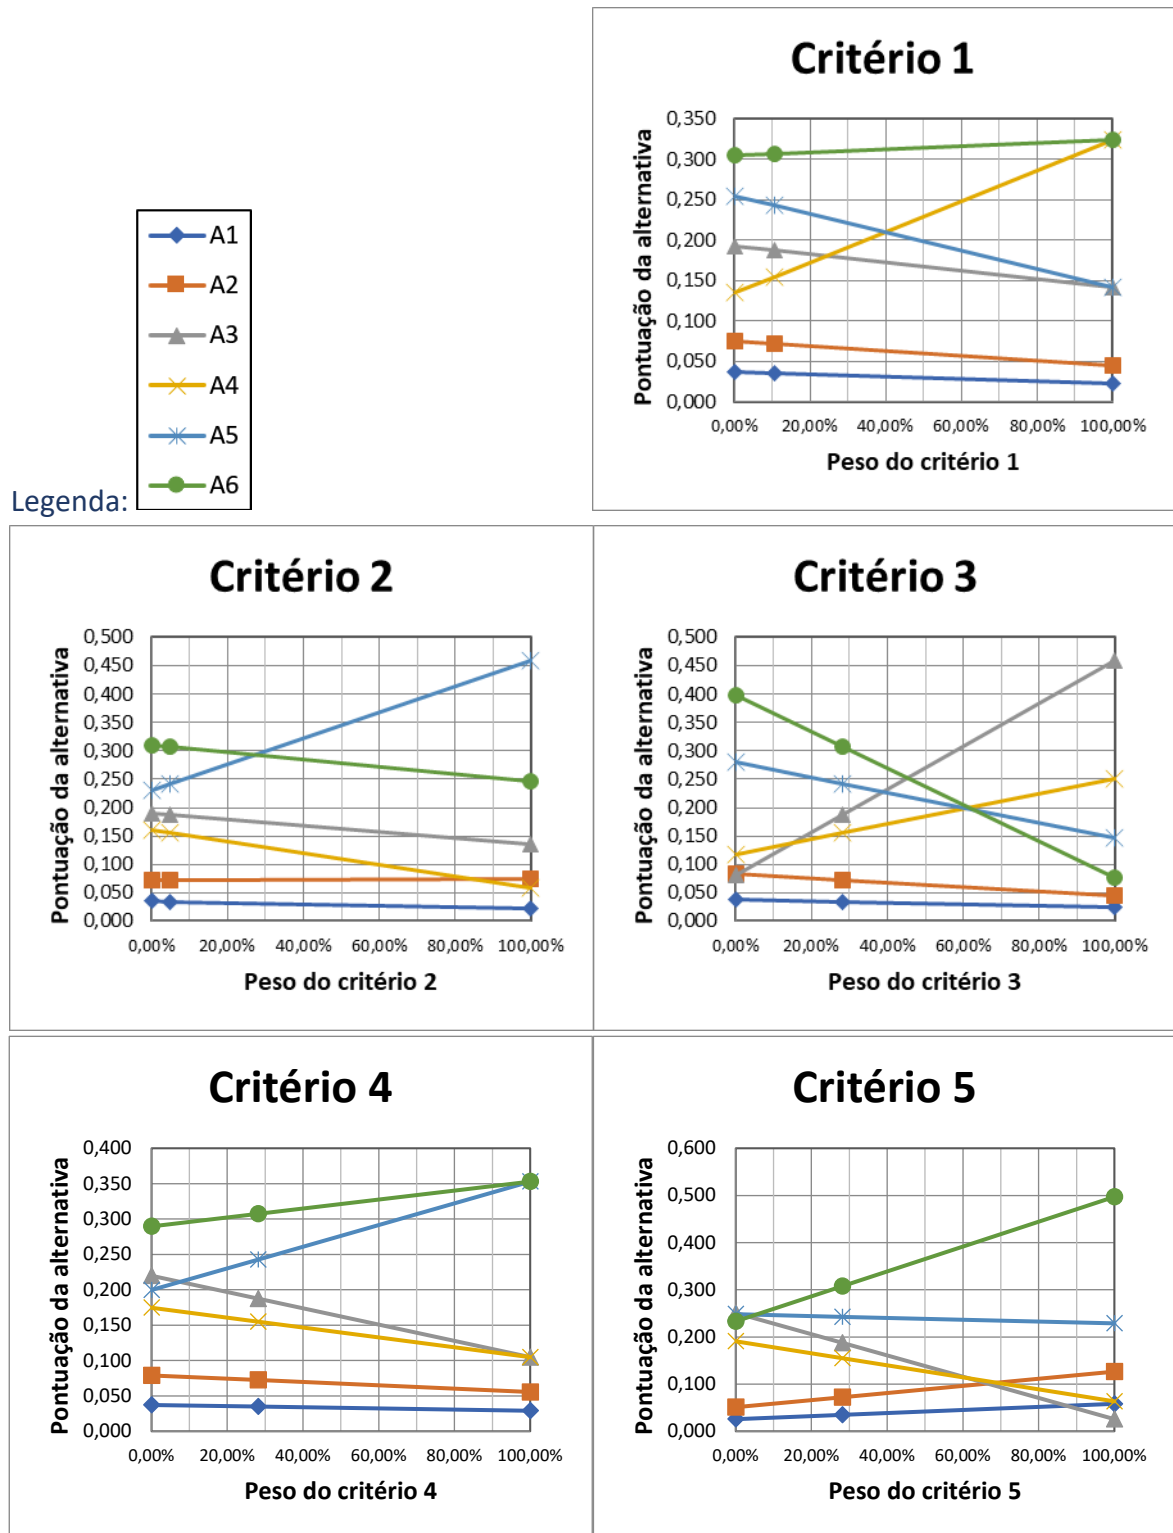 Critério 1
Pontuação da alternativa
0,350
0,300
0,250
0,200
0,150
0,100
0,050
0,000
0,00% 20,00% 40,00% 60,00% 80,00% 100,00%
Peso do critério 1
Legenda:
A1
A2
A3
A4
A5
A6
Critério 2
Pontuação da alternativa
0,500
0,450
0,400
0,350
0,300
0,250
0,200
0,150
0,100
0,050
0,000
0,00% 20,00% 40,00% 60,00% 80,00% 100,00%
Peso do critério 2
Critério 3
Pontuação da alternativa
0,500
0,450
0,400
0,350
0,300
0,250
0,200
0,150
0,100
0,050
0,000
0,00% 20,00% 40,00% 60,00% 80,00% 100,00%
Peso do critério 3
Critério 4
Pontuação da alternativa
0,400
0,350
0,300
0,250
0,200
0,150
0,100
0,050
0,000
0,00% 20,00% 40,00% 60,00% 80,00% 100,00%
Peso do critério 4
Critério 5
Pontuação da alternativa
0,600
0,500
0,400
0,300
0,200
0,100
0,000
0,00% 20,00% 40,00% 60,00% 80,00% 100,00%
Peso do critério 5